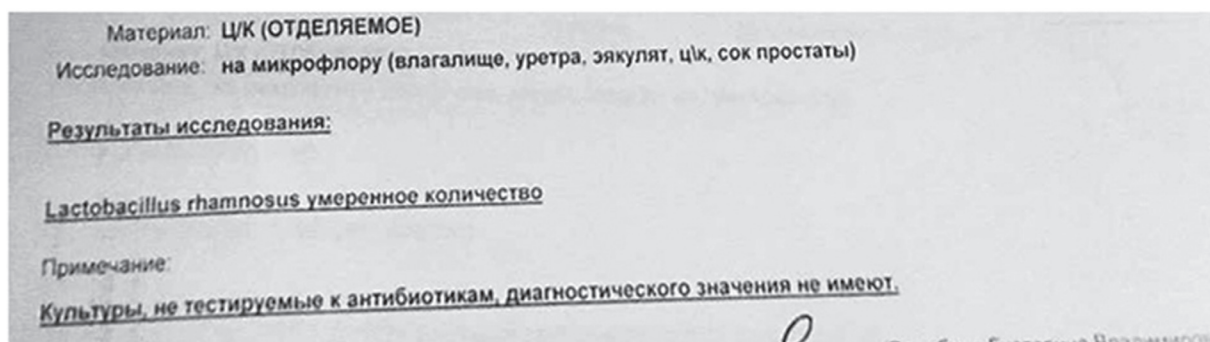 Материал: Ц/К (ОТДЕЛЯЕМОЕ)
Исследование: на микрофлору (влагалище, уретра, эякулят, ц\к, сок простаты)
Результаты исследования:
Lactobacillus rhamnosus умеренное количество
Примечание:
Культуры, не тестируемые к антибиотикам, диагностического значения не имеют.